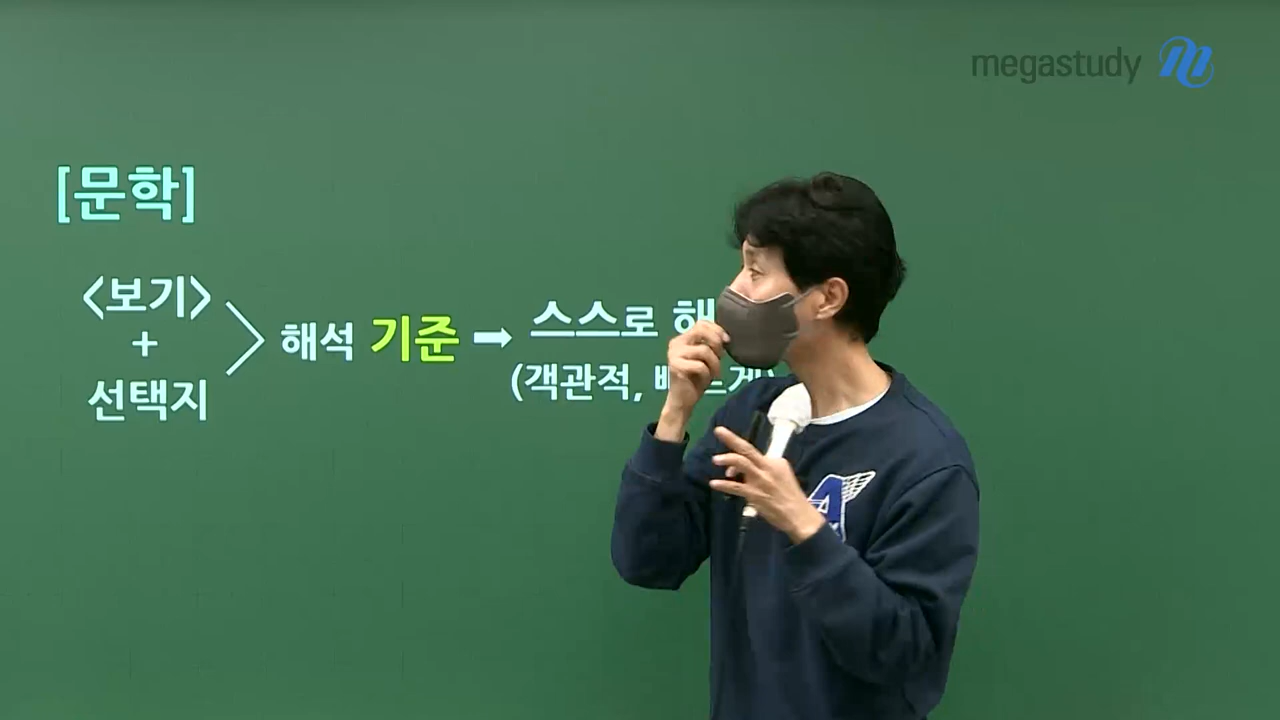 megastudy
[문학]
<보기>
+
선택지
해석 기준 ➡ 스스로 해
(객관적,
A